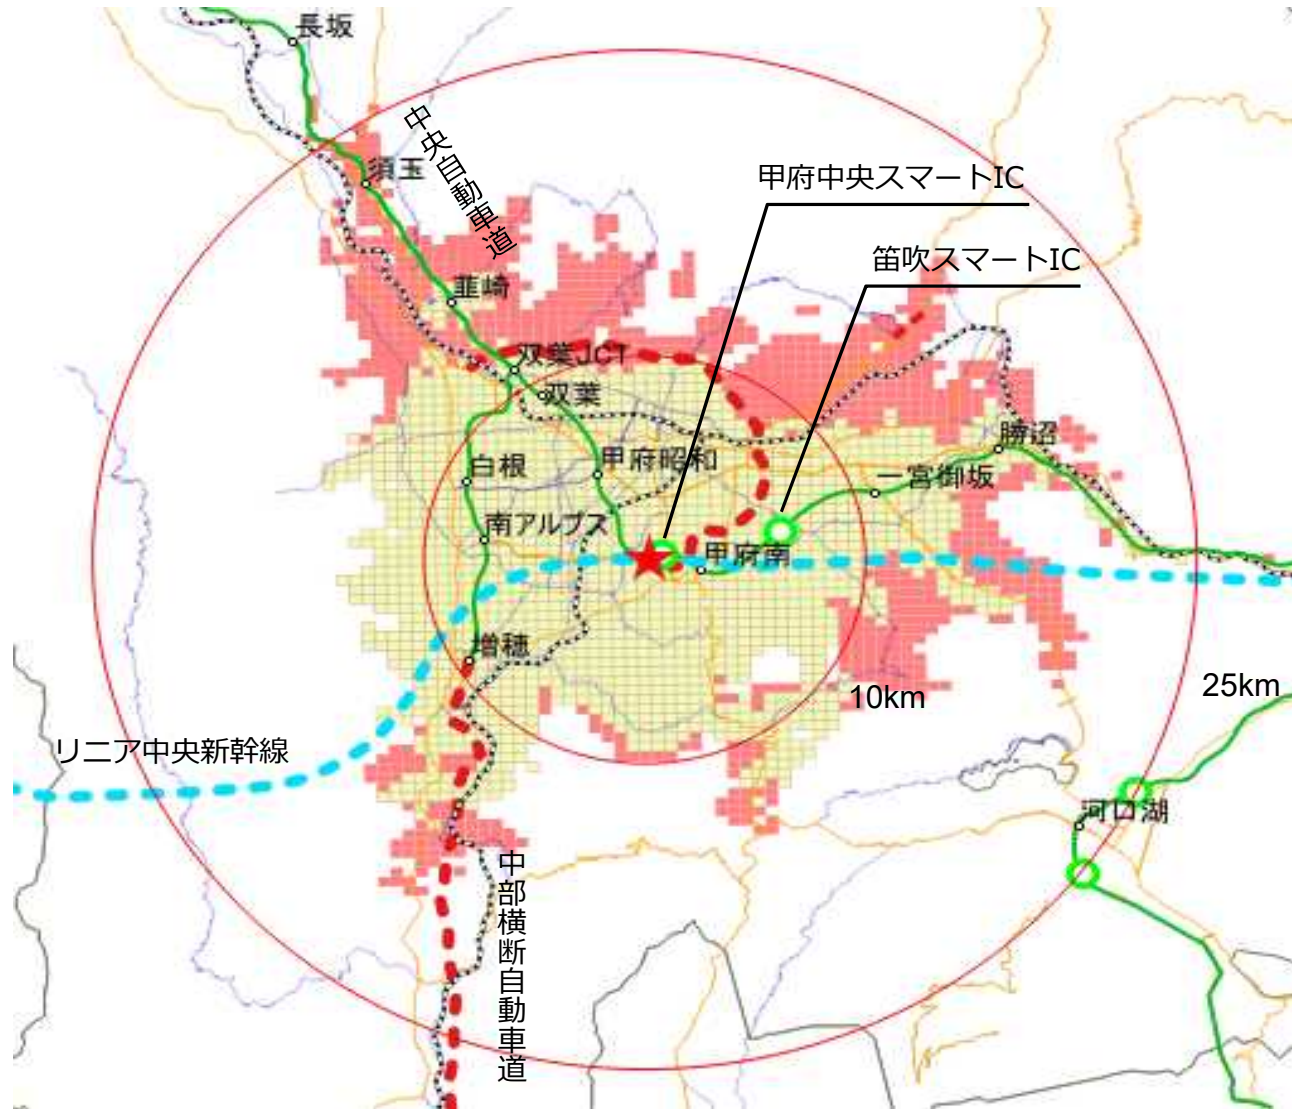 長坂
中央自動車道
須玉
甲府中央スマートIC
笛吹スマートIC
韮崎
双葉JCT
双葉
勝沼
白根
甲府昭和
一宮御坂
南アルプス
甲府南
増穂
10km
25km
リニア中央新幹線
河口湖
中部横断自動車道